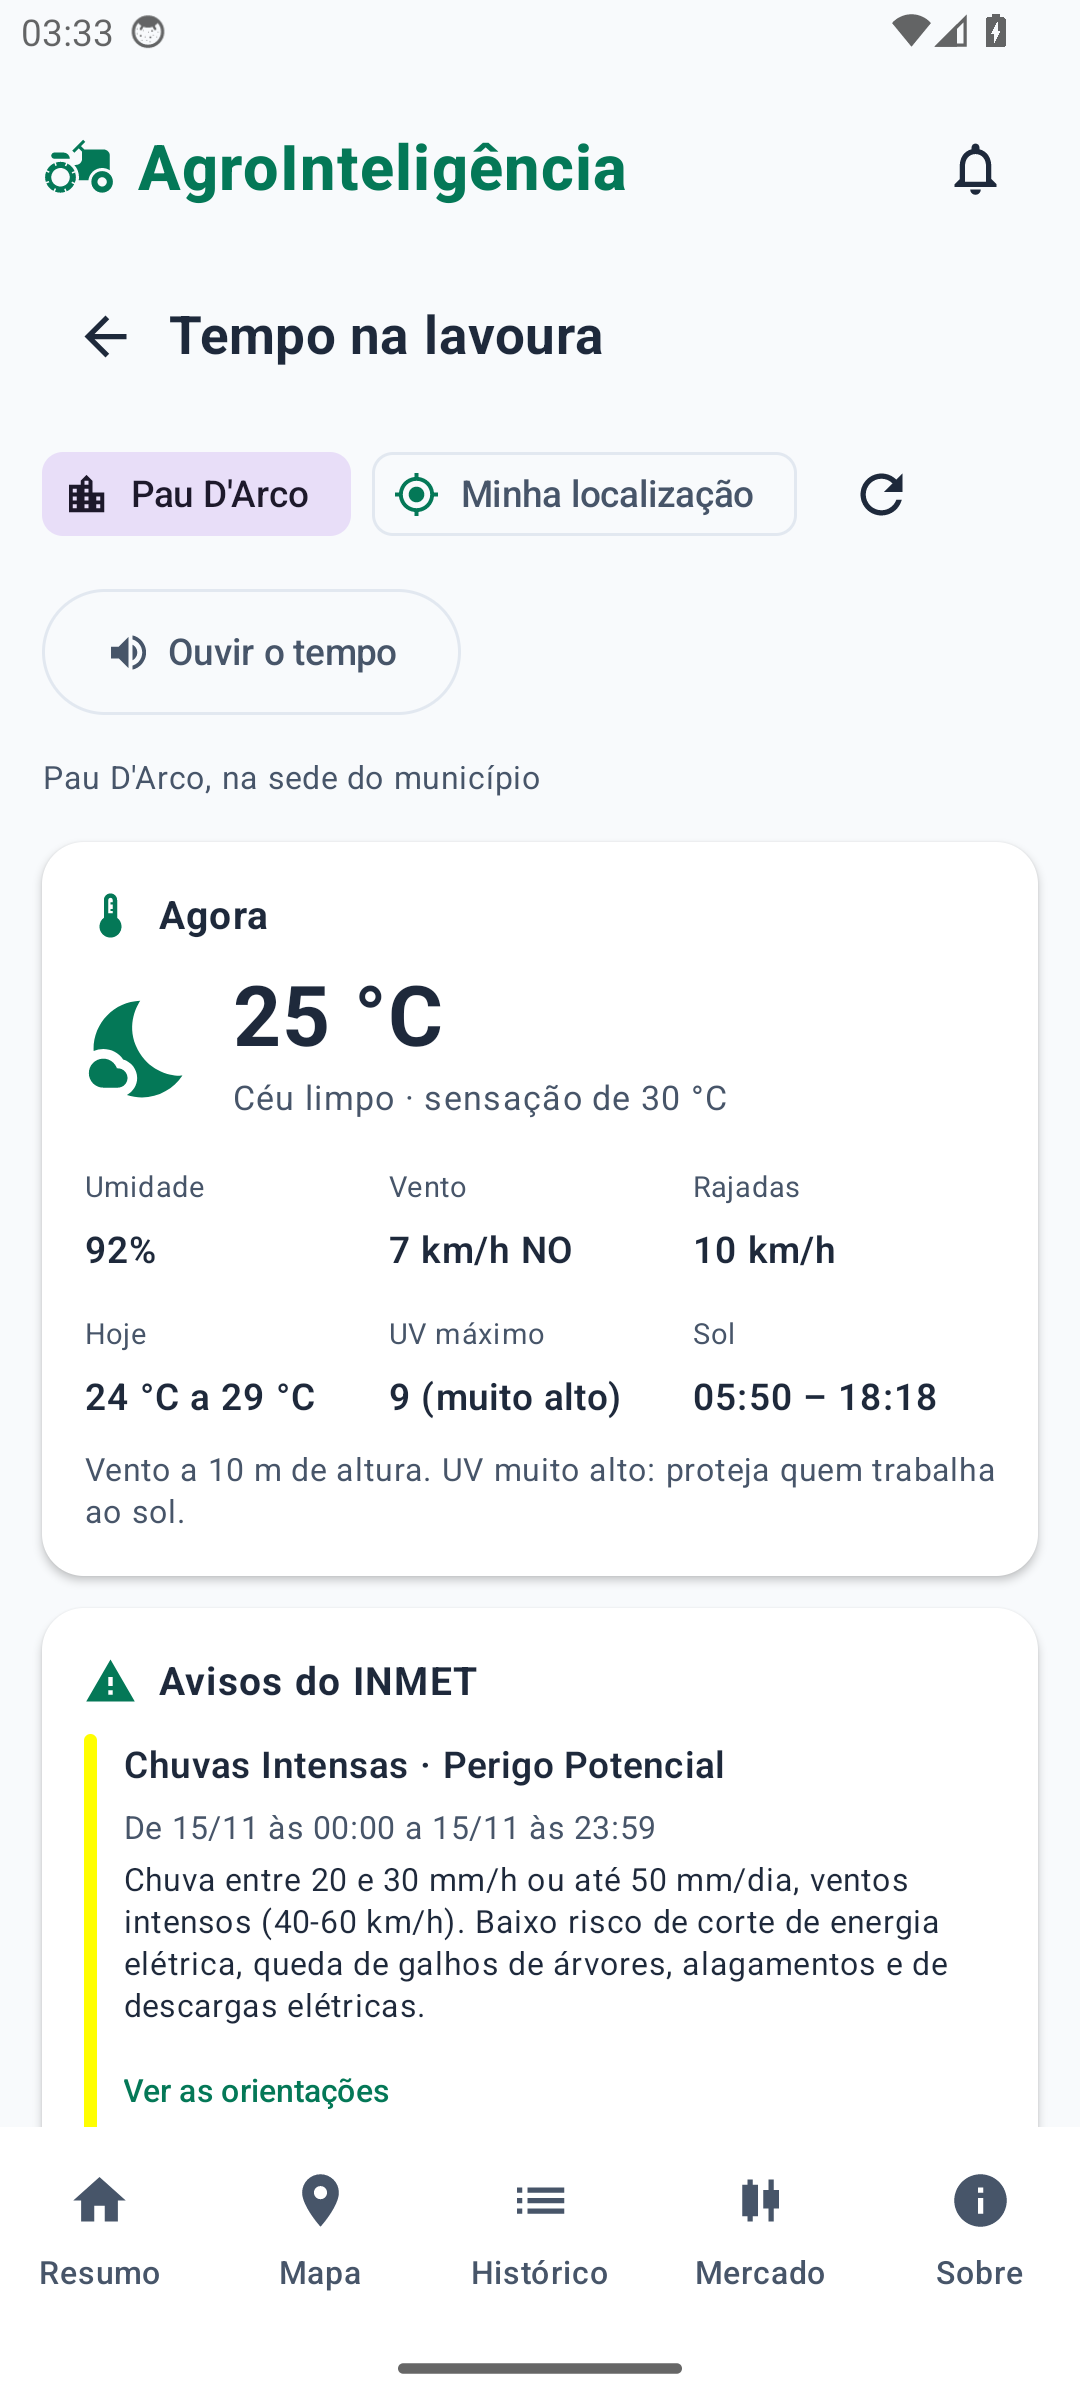 03:33
AgroInteligência
Tempo na lavoura
Pau D'Arco
Minha localização
Ouvir o tempo
Pau D'Arco, na sede do município
Agora
25 °C
Céu limpo · sensação de 30 °C
Umidade
Vento
Rajadas
92%
7 km/h NO
10 km/h
Hoje
UV máximo
Sol
24 °C a 29 °C
9 (muito alto)
05:50 – 18:18
Vento a 10 m de altura. UV muito alto: proteja quem trabalha
ao sol.
Avisos do INMET
Chuvas Intensas · Perigo Potencial
De 15/11 às 00:00 a 15/11 às 23:59
Chuva entre 20 e 30 mm/h ou até 50 mm/dia, ventos
intensos (40-60 km/h). Baixo risco de corte de energia
elétrica, queda de galhos de árvores, alagamentos e de
descargas elétricas.
Ver as orientações
Resumo
Mapa
Histórico
Mercado
Sobre